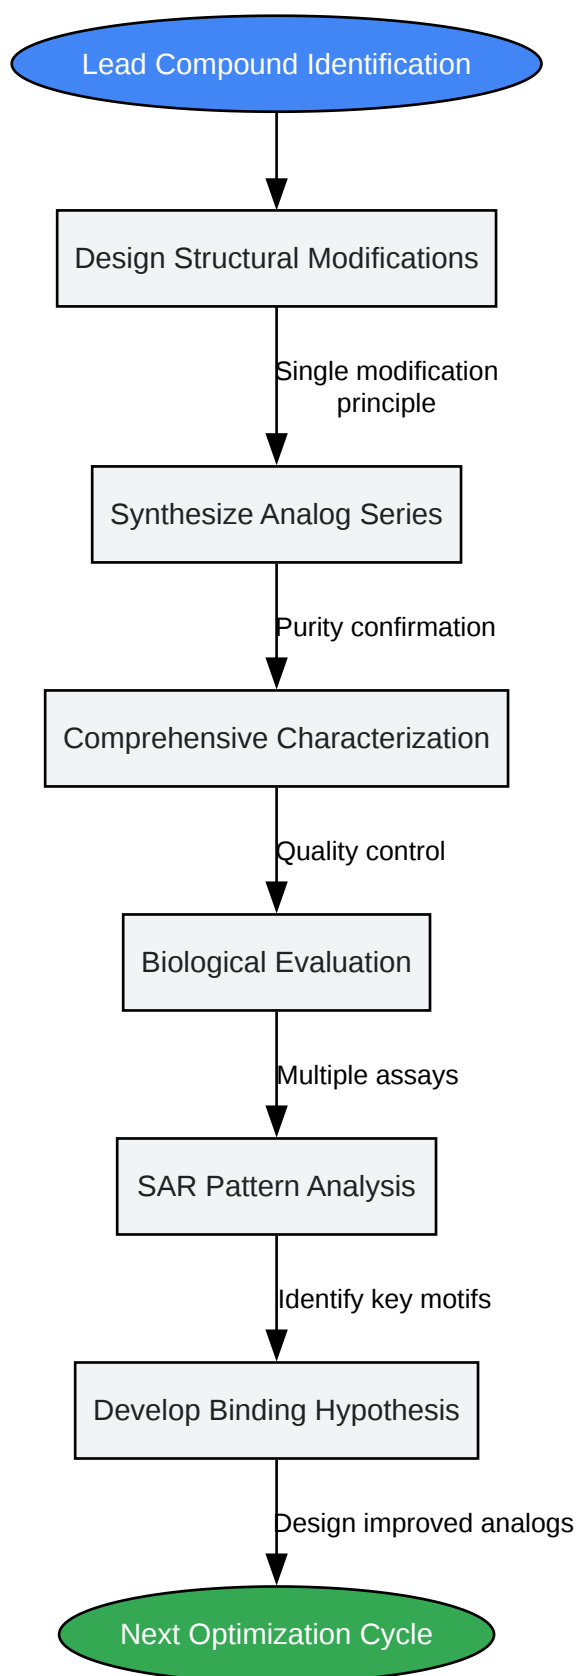 Lead Compound Identification
Design Structural Modifications
Single modification
principle
Synthesize Analog Series
Purity confirmation
Comprehensive Characterization
Quality control
Biological Evaluation
Multiple assays
SAR Pattern Analysis
Identify key motifs
Develop Binding Hypothesis
Design improved analogs
Next Optimization Cycle